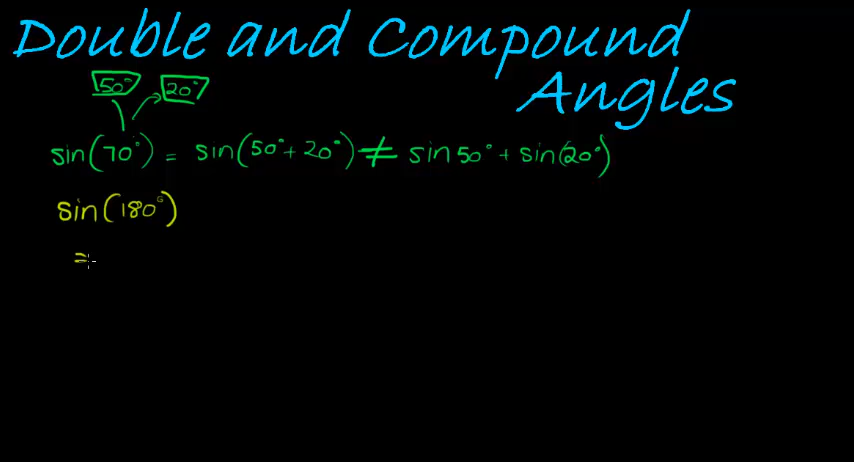 Double and Compound
Angles
50° 20°
sin(70°) = sin(50° + 20°) ≠ sin 50° + sin(20°)
sin(180°)
=